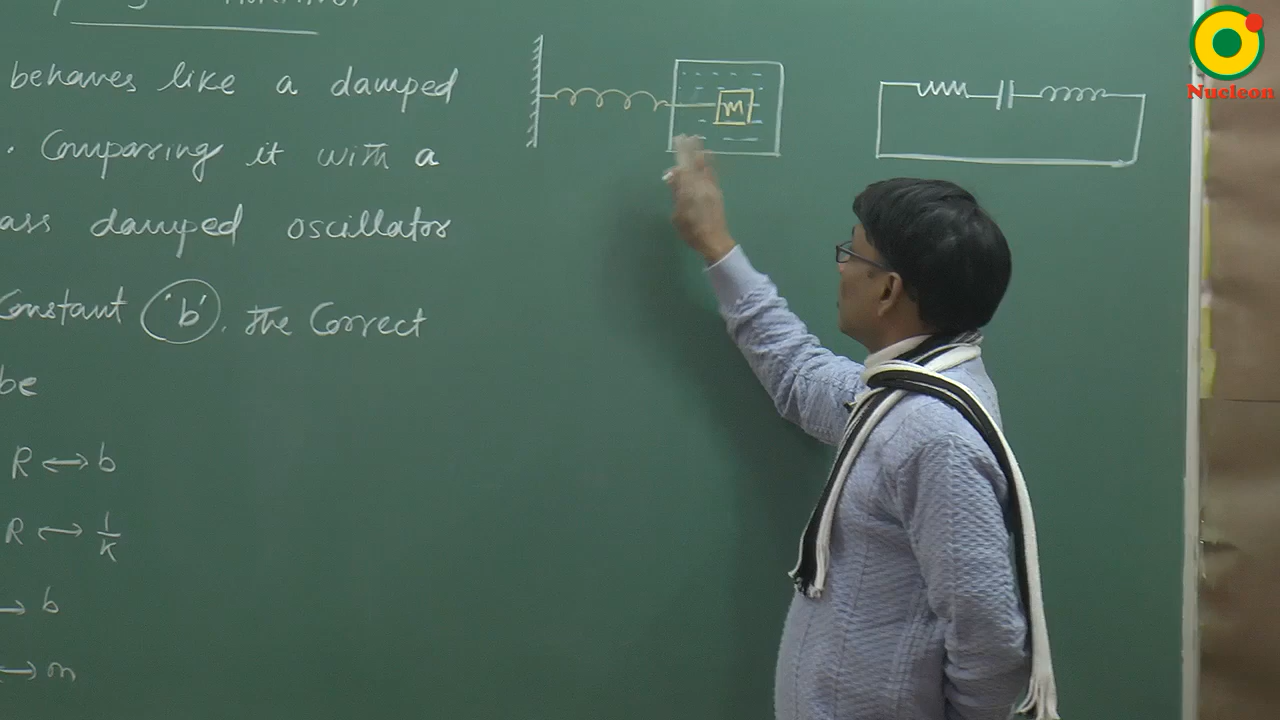 behaves like a damped
. Comparing it with a
ass damped oscillator
Constant 'b'. The Correct
be
R ↔ b
R ↔ 1/K
→ b
↔ m
m
Nucleon